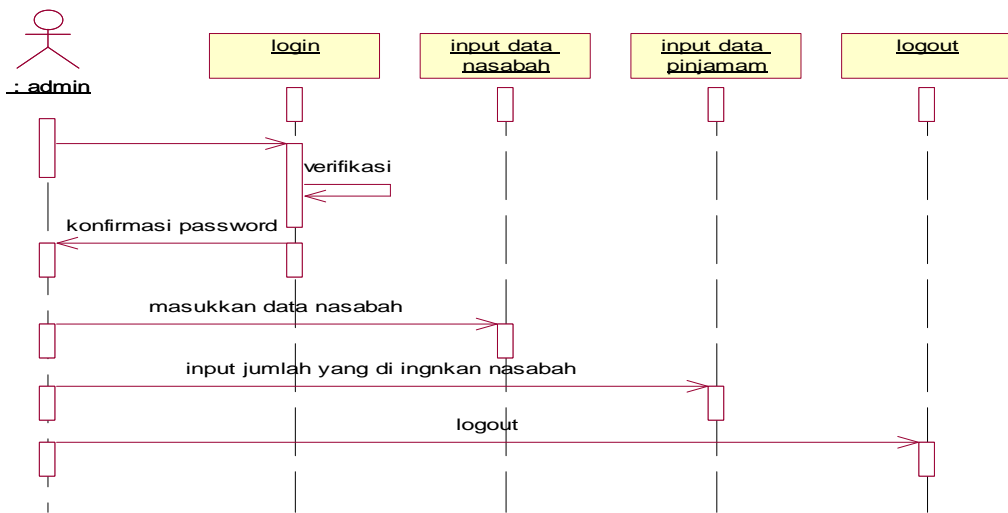 : admin
login
input data
nasabah
input data
pinjamam
logout
verifikasi
konfirmasi password
masukkan data nasabah
input jumlah yang di ingnkan nasabah
logout